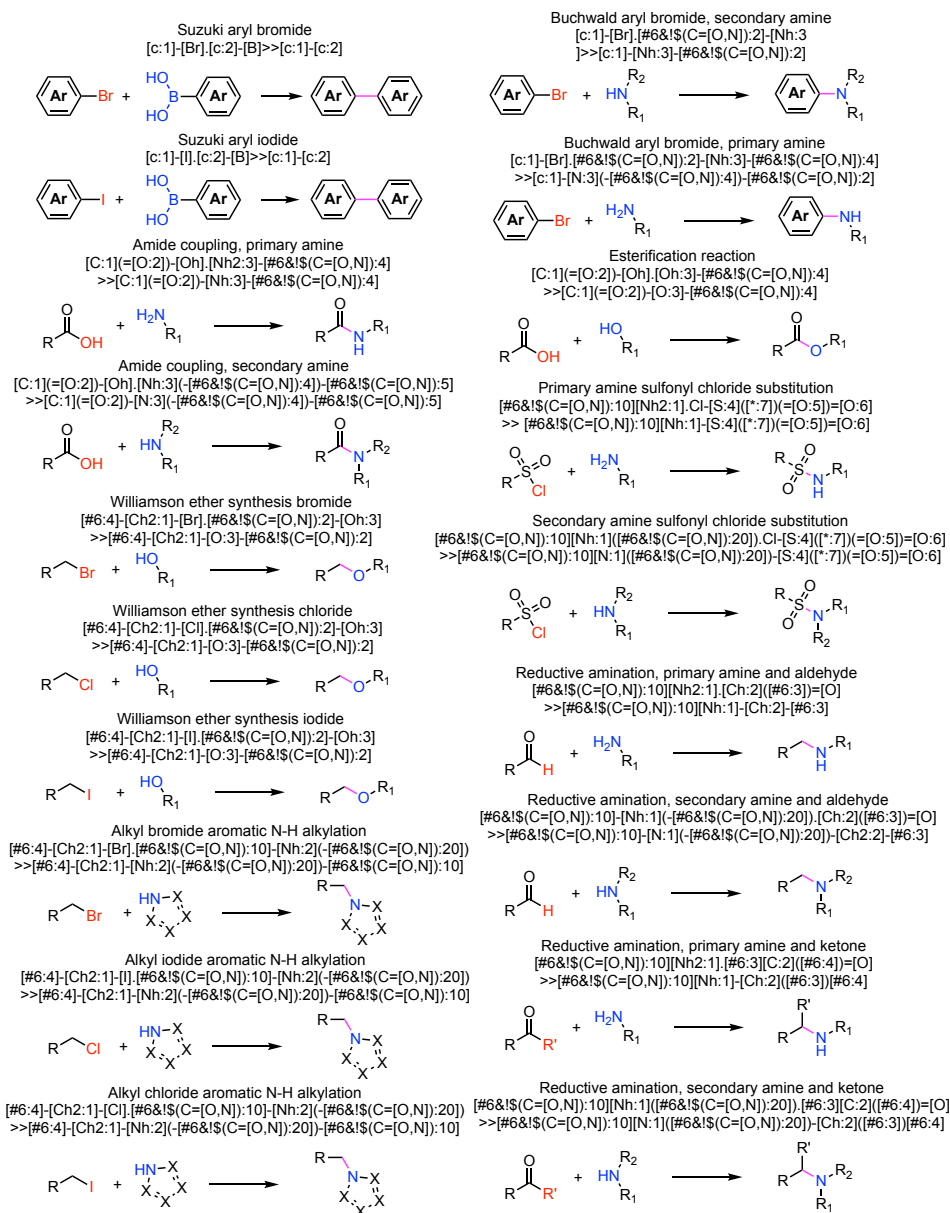 Suzuki aryl bromide
[c:1]-[Br].[c:2]-[B]>>[c:1]-[c:2]
Ar
Br
+
HO
HO
B
Ar
Ar
Ar
Suzuki aryl iodide
[c:1]-[I].[c:2]-[B]>>[c:1]-[c:2]
Ar
I
+
HO
HO
B
Ar
Ar
Ar
Amide coupling, primary amine
[C:1](=[O:2])-[Oh].[Nh2:3]-[#6&!$(C=[O,N]):4]
>>[C:1](=[O:2])-[Nh:3]-[#6&!$(C=[O,N]):4]
O
R
OH
+
H2N
R1
O
R
N
H
R1
Amide coupling, secondary amine
[C:1](=[O:2])-[Oh].[Nh:3](-[#6&!$(C=[O,N]):4])-[#6&!$(C=[O,N]):5]
>>[C:1](=[O:2])-[N:3](-[#6&!$(C=[O,N]):4])-[#6&!$(C=[O,N]):5]
O
R
OH
+
R2
HN
R1
O
R
N
R2
R1
Williamson ether synthesis bromide
[#6:4]-[Ch2:1]-[Br].[#6&!$(C=[O,N]):2]-[Oh:3]
>>[#6:4]-[Ch2:1]-[O:3]-[#6&!$(C=[O,N]):2]
R
Br
+
HO
R1
R
O
R1
Williamson ether synthesis chloride
[#6:4]-[Ch2:1]-[Cl].[#6&!$(C=[O,N]):2]-[Oh:3]
>>[#6:4]-[Ch2:1]-[O:3]-[#6&!$(C=[O,N]):2]
R
Cl
+
HO
R1
R
O
R1
Williamson ether synthesis iodide
[#6:4]-[Ch2:1]-[I].[#6&!$(C=[O,N]):2]-[Oh:3]
>>[#6:4]-[Ch2:1]-[O:3]-[#6&!$(C=[O,N]):2]
R
I
+
HO
R1
R
O
R1
Alkyl bromide aromatic N-H alkylation
[#6:4]-[Ch2:1]-[Br].[#6&!$(C=[O,N]):10]-[Nh:2](-[#6&!$(C=[O,N]):20])
>>[#6:4]-[Ch2:1]-[Nh:2](-[#6&!$(C=[O,N]):20])-[#6&!$(C=[O,N]):10]
R
Br
+
HN
X
X
X
X
R
N
X
X
X
X
Alkyl iodide aromatic N-H alkylation
[#6:4]-[Ch2:1]-[I].[#6&!$(C=[O,N]):10]-[Nh:2](-[#6&!$(C=[O,N]):20])
>>[#6:4]-[Ch2:1]-[Nh:2](-[#6&!$(C=[O,N]):20])-[#6&!$(C=[O,N]):10]
R
Cl
+
HN
X
X
X
X
R
N
X
X
X
X
Alkyl chloride aromatic N-H alkylation
[#6:4]-[Ch2:1]-[Cl].[#6&!$(C=[O,N]):10]-[Nh:2](-[#6&!$(C=[O,N]):20])
>>[#6:4]-[Ch2:1]-[Nh:2](-[#6&!$(C=[O,N]):20])-[#6&!$(C=[O,N]):10]
R
I
+
HN
X
X
X
X
R
N
X
X
X
X
Buchwald aryl bromide, secondary amine
[c:1]-[Br].[#6&!$(C=[O,N]):2]-[Nh:3
]>>[c:1]-[Nh:3]-[#6&!$(C=[O,N]):2]
Ar
Br
+
R2
HN
R1
Ar
R2
N
R1
Buchwald aryl bromide, primary amine
[c:1]-[Br].[#6&!$(C=[O,N]):2]-[Nh:3]-[#6&!$(C=[O,N]):4]
>>[c:1]-[N:3](-[#6&!$(C=[O,N]):4])-[#6&!$(C=[O,N]):2]
Ar
Br
+
H2N
R1
Ar
NH
R1
Esterification reaction
[C:1](=[O:2])-[Oh].[Oh:3]-[#6&!$(C=[O,N]):4]
>>[C:1](=[O:2])-[O:3]-[#6&!$(C=[O,N]):4]
O
R
OH
+
HO
R1
O
R
O
R1
Primary amine sulfonyl chloride substitution
[#6&!$(C=[O,N]):10][Nh2:1].Cl-[S:4]([*:7])(=[O:5])=[O:6]
>> [#6&!$(C=[O,N]):10][Nh:1]-[S:4]([*:7])(=[O:5])=[O:6]
O
R
S
O
Cl
+
H2N
R1
O
R
S
O
N
H
R1
Secondary amine sulfonyl chloride substitution
[#6&!$(C=[O,N]):10][Nh:1]([#6&!$(C=[O,N]):20]).Cl-[S:4]([*:7])(=[O:5])=[O:6]
>>[#6&!$(C=[O,N]):10][N:1]([#6&!$(C=[O,N]):20])-[S:4]([*:7])(=[O:5])=[O:6]
O
R
S
O
Cl
+
R2
HN
R1
O
R
S
O
N
R1
R2
Reductive amination, primary amine and aldehyde
[#6&!$(C=[O,N]):10][Nh2:1].[Ch:2]([#6:3])=[O]
>>[#6&!$(C=[O,N]):10][Nh:1]-[Ch:2]-[#6:3]
O
R
H
+
H2N
R1
R
N
H
R1
Reductive amination, secondary amine and aldehyde
[#6&!$(C=[O,N]):10]-[Nh:1](-[#6&!$(C=[O,N]):20]).[Ch:2]([#6:3])=[O]
>>[#6&!$(C=[O,N]):10]-[N:1](-[#6&!$(C=[O,N]):20])-[Ch2:2]-[#6:3]
O
R
H
+
R2
HN
R1
R
N
R2
R1
Reductive amination, primary amine and ketone
[#6&!$(C=[O,N]):10][Nh2:1].[#6:3][C:2]([#6:4])=[O]
>>[#6&!$(C=[O,N]):10][Nh:1]-[Ch:2]([#6:3])[#6:4]
O
R
R'
+
H2N
R1
R'
R
N
H
R1
Reductive amination, secondary amine and ketone
[#6&!$(C=[O,N]):10][Nh:1]([#6&!$(C=[O,N]):20]).[#6:3][C:2]([#6:4])=[O]
>>[#6&!$(C=[O,N]):10][N:1]([#6&!$(C=[O,N]):20])-[Ch:2]([#6:3])[#6:4]
O
R
R'
+
R2
HN
R1
R'
R
N
R2
R1